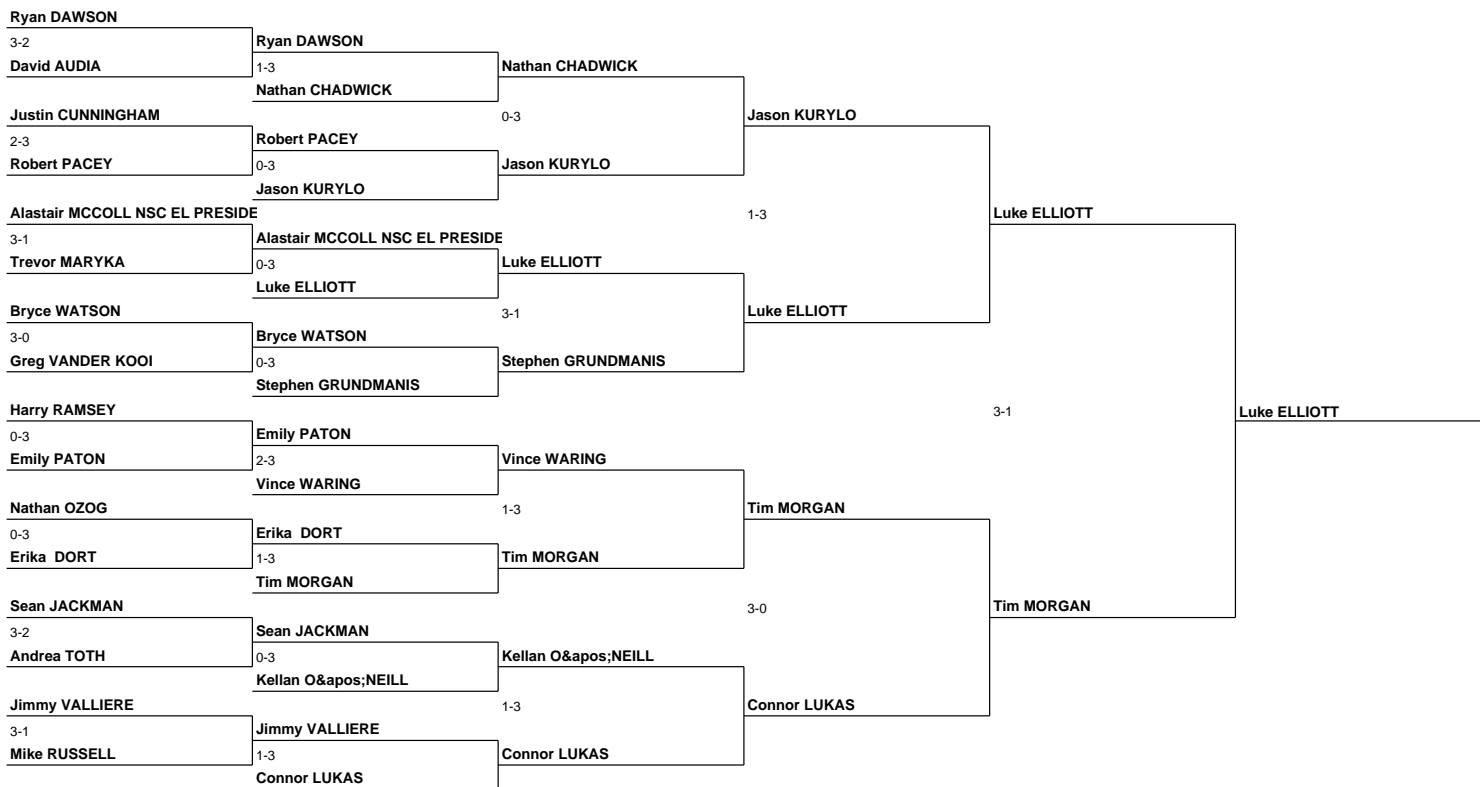 Ryan DAWSON
3-2
David AUDIA
Justin CUNNINGHAM
2-3
Robert PACEY
Alastair MCCOLL NSC EL PRESIDE
3-1
Trevor MARYKA
Bryce WATSON
3-0
Greg VANDER KOOI
Harry RAMSEY
0-3
Emily PATON
Nathan OZOG
0-3
Erika  DORT
Sean JACKMAN
3-2
Andrea TOTH
Jimmy VALLIERE
3-1
Mike RUSSELL
Ryan DAWSON
1-3
Nathan CHADWICK
Robert PACEY
0-3
Jason KURYLO
Alastair MCCOLL NSC EL PRESIDE
0-3
Luke ELLIOTT
Bryce WATSON
0-3
Stephen GRUNDMANIS
Emily PATON
2-3
Vince WARING
Erika  DORT
1-3
Tim MORGAN
Sean JACKMAN
0-3
Kellan O&apos;NEILL
Jimmy VALLIERE
1-3
Connor LUKAS
Nathan CHADWICK
0-3
Jason KURYLO
Luke ELLIOTT
3-1
Stephen GRUNDMANIS
Vince WARING
1-3
Tim MORGAN
Kellan O&apos;NEILL
1-3
Connor LUKAS
Jason KURYLO
1-3
Luke ELLIOTT
Tim MORGAN
3-0
Connor LUKAS
Luke ELLIOTT
3-1
Tim MORGAN
Luke ELLIOTT